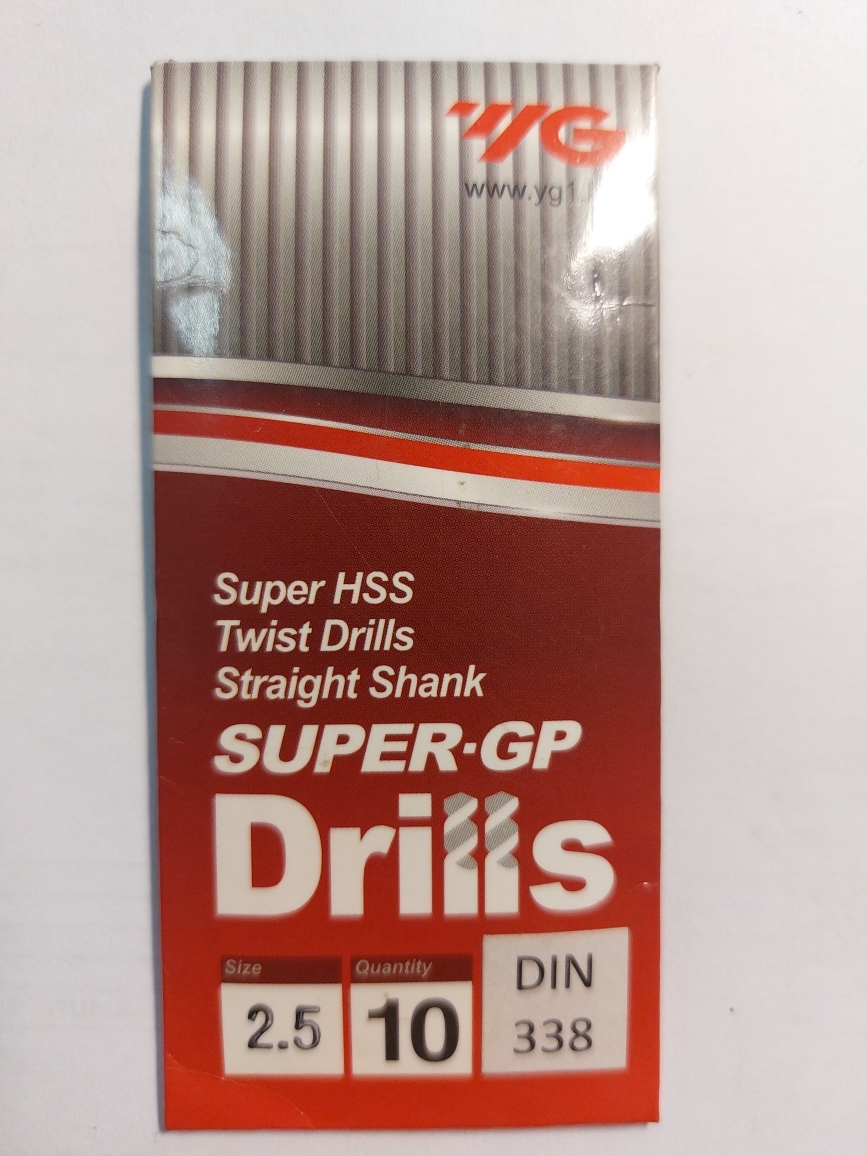 YG
www.yg1.
Super HSS
Twist Drills
Straight Shank
SUPER-GP
Drills
Size
Quantity
DIN
2.5
10
338